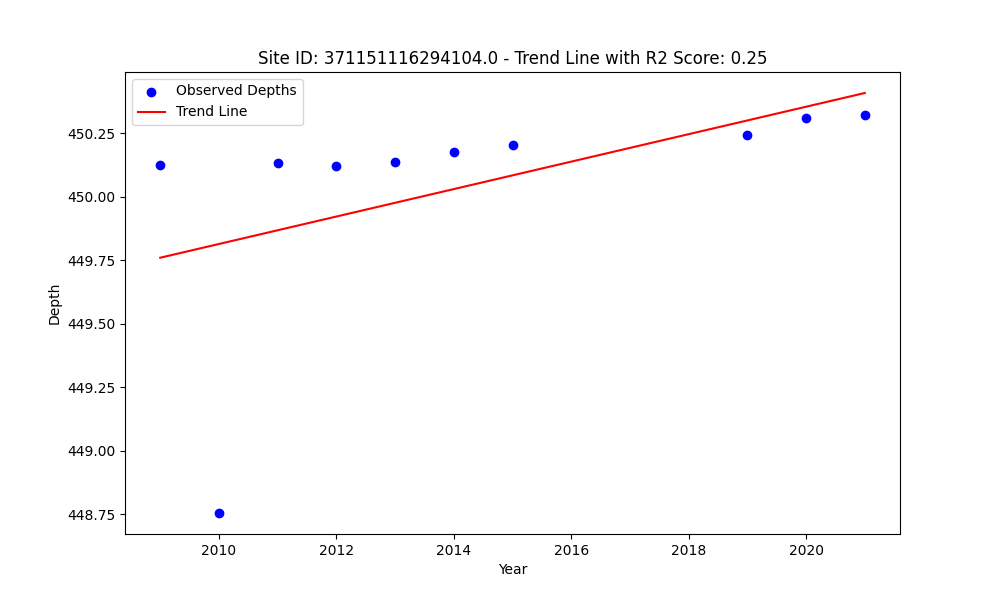 Site ID: 371151116294104.0 - Trend Line with R2 Score: 0.25
Observed Depths
Trend Line
450.25
450.00
449.75
449.50
449.25
449.00
448.75
Depth
2010
2012
2014
2016
2018
2020
Year